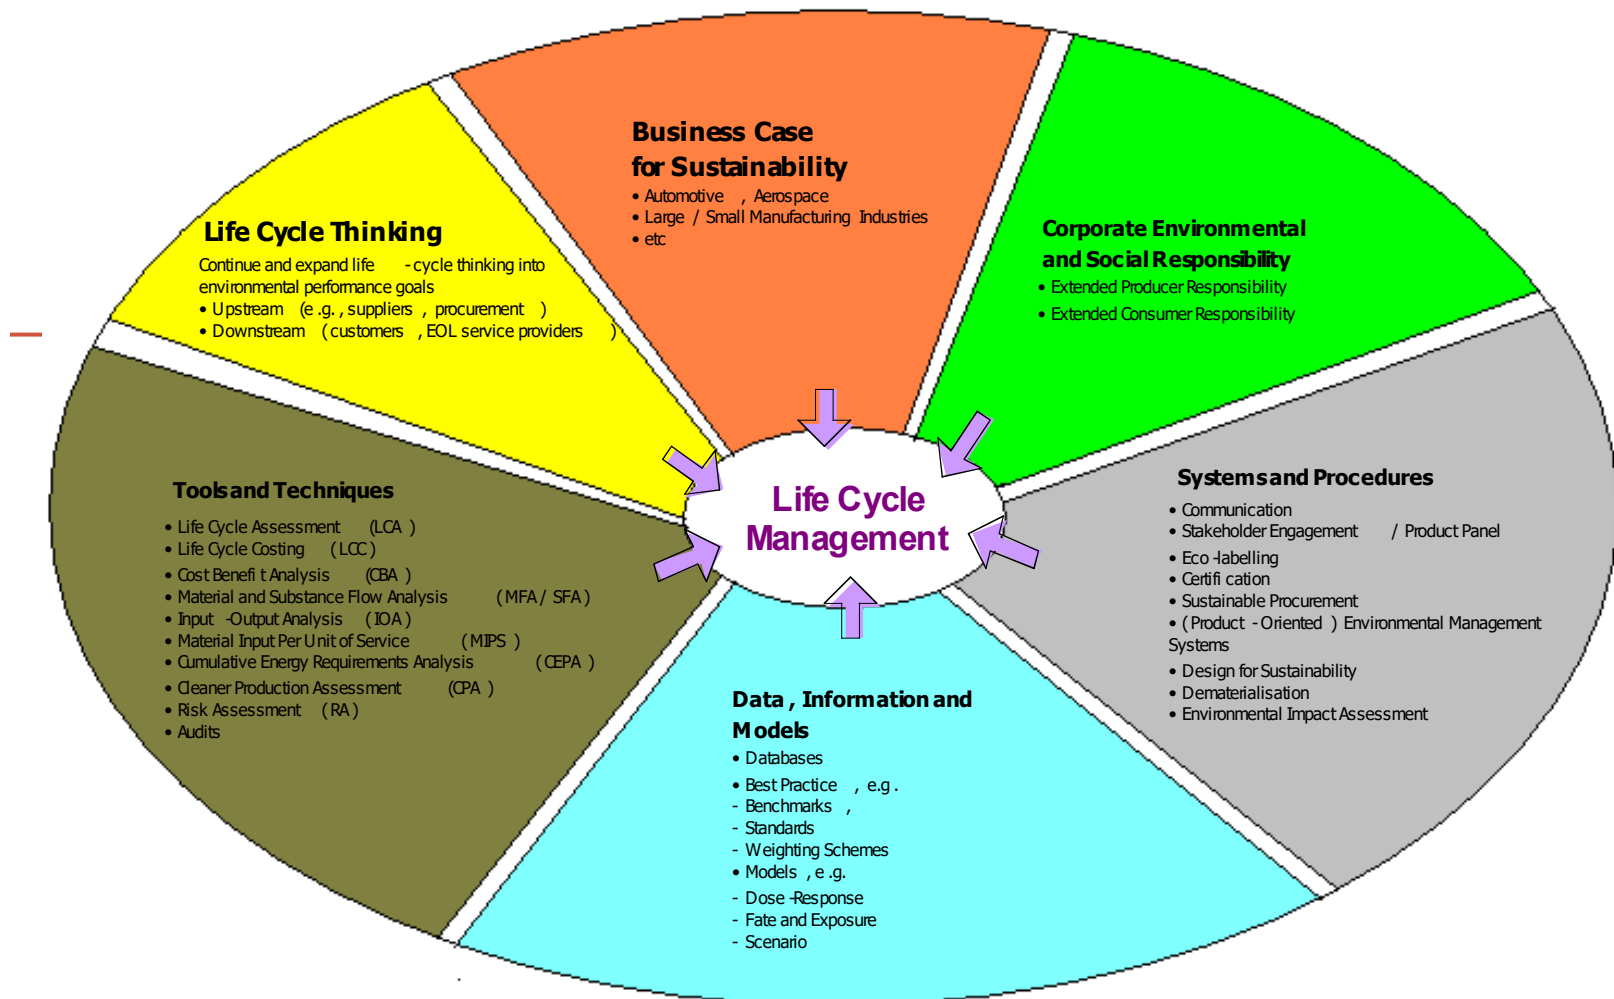 Business Case
for Sustainability
• Automotive , Aerospace
• Large / Small Manufacturing Industries
• etc
Life Cycle Thinking
Continue and expand life - cycle thinking into
environmental performance goals
• Upstream (e.g., suppliers , procurement )
• Downstream ( customers , EOL service providers )
Corporate Environmental
and Social Responsibility
• Extended Producer Responsibility
• Extended Consumer Responsibility
Tools and Techniques
• Life Cycle Assessment (LCA )
• Life Cycle Costing ( LCC )
• Cost Benefit Analysis (CBA )
• Material and Substance Flow Analysis ( MFA / SFA )
• Input -Output Analysis ( IOA )
• Material Input Per Unit of Service ( MIPS )
• Cumulative Energy Requirements Analysis ( CEPA )
• Cleaner Production Assessment (CPA )
• Risk Assessment ( RA )
• Audits
Life Cycle
Management
Systems and Procedures
• Communication
• Stakeholder Engagement / Product Panel
• Eco -labelling
• Certification
• Sustainable Procurement
• ( Product - Oriented ) Environmental Management
Systems
• Design for Sustainability
• Dematerialisation
• Environmental Impact Assessment
Data , Information and
Models
• Databases
• Best Practice , e.g .
- Benchmarks ,
- Standards
- Weighting Schemes
• Models , e .g.
- Dose -Response
- Fate and Exposure
- Scenario